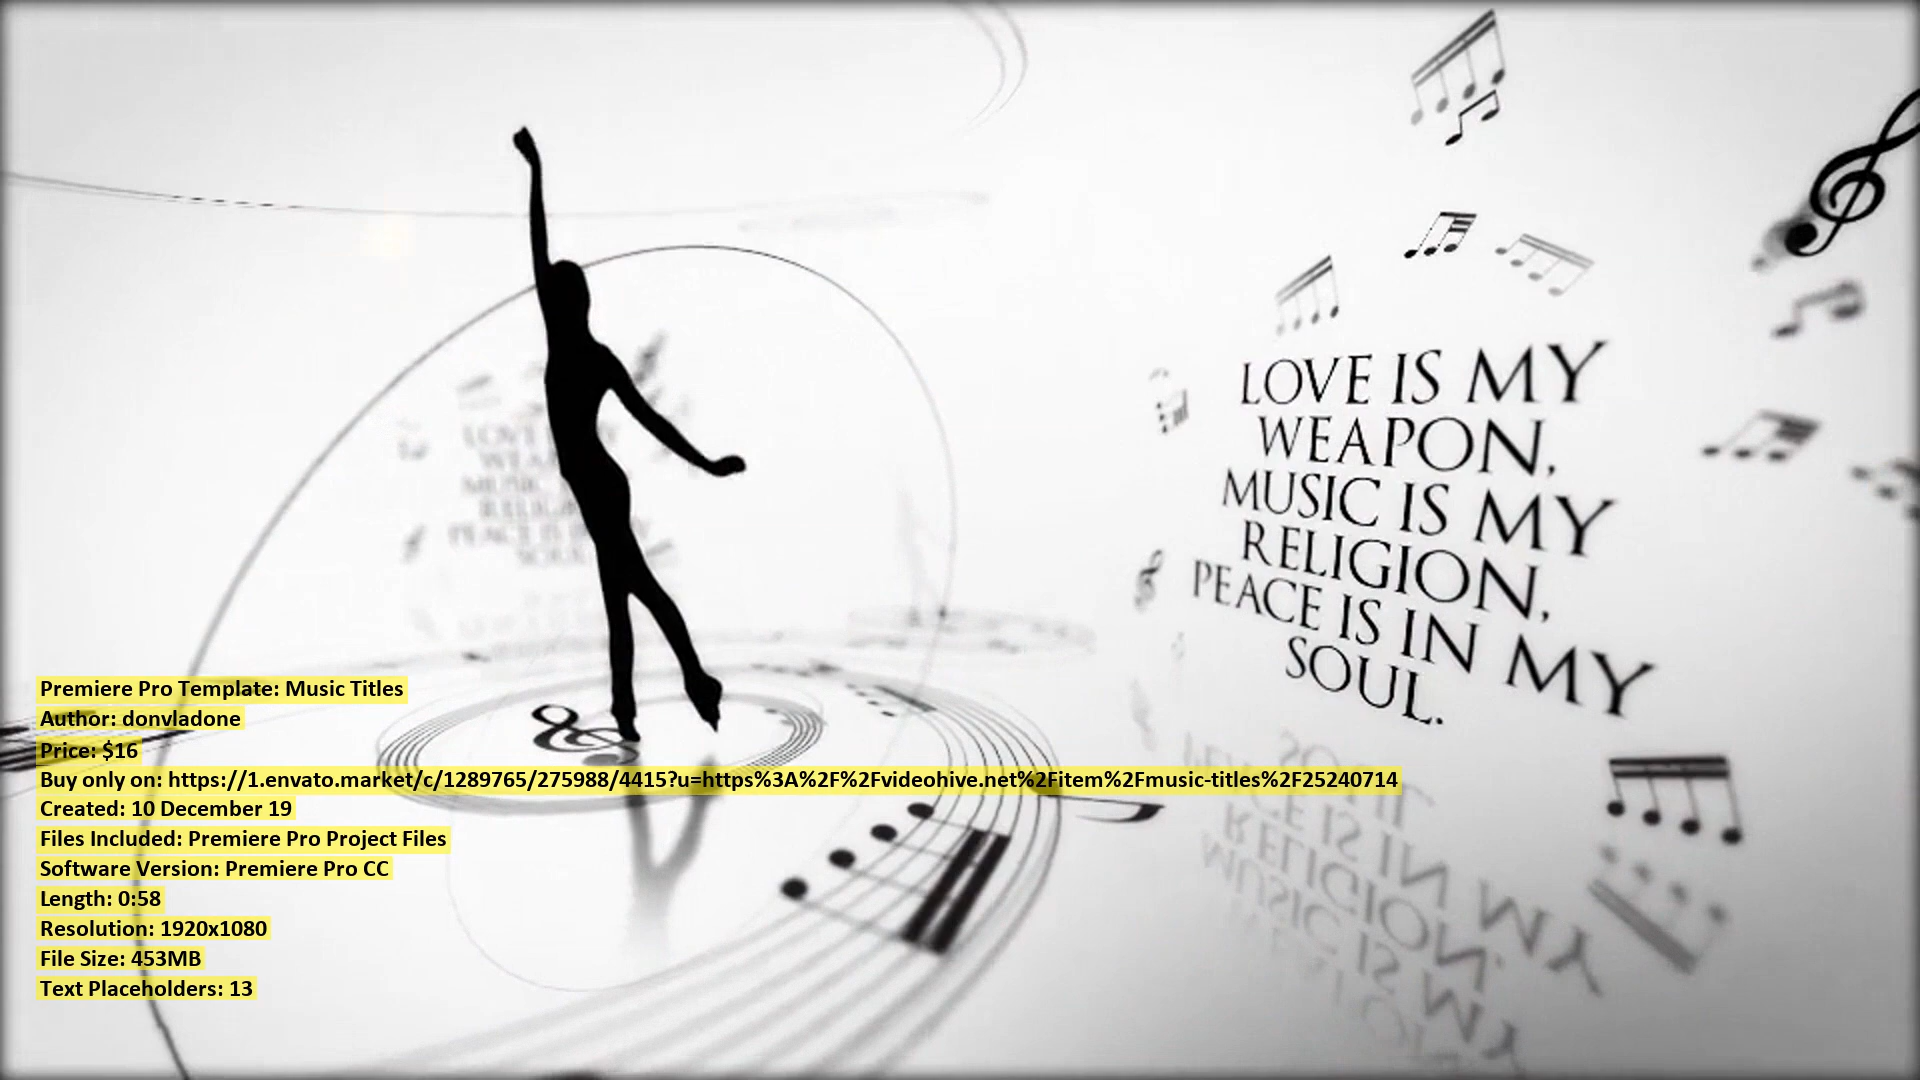 LOVE IS MY
WEAPON,
MUSIC IS MY
RELIGION,
PEACE IS IN MY
SOUL.
Premiere Pro Template: Music Titles
Author: donvladone
Price: $16
Buy only on: https://1.envato.market/c/1289765/275988/4415?u=https%3A%2F%2Fvideohive.net%2Fitem%2Fmusic-titles%2F25240714
Created: 10 December 19
Files Included: Premiere Pro Project Files
Software Version: Premiere Pro CC
Length: 0:58
Resolution: 1920x1080
File Size: 453MB
Text Placeholders: 13